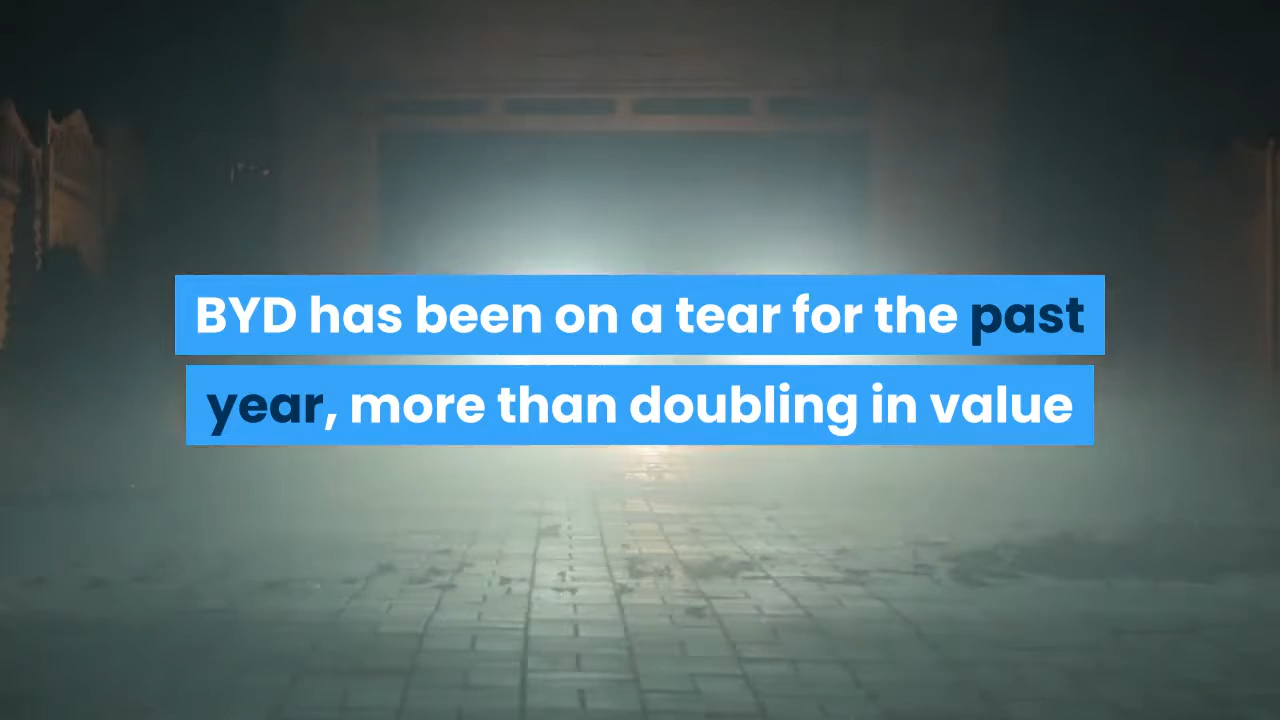 BYD has been on a tear for the past
year, more than doubling in value